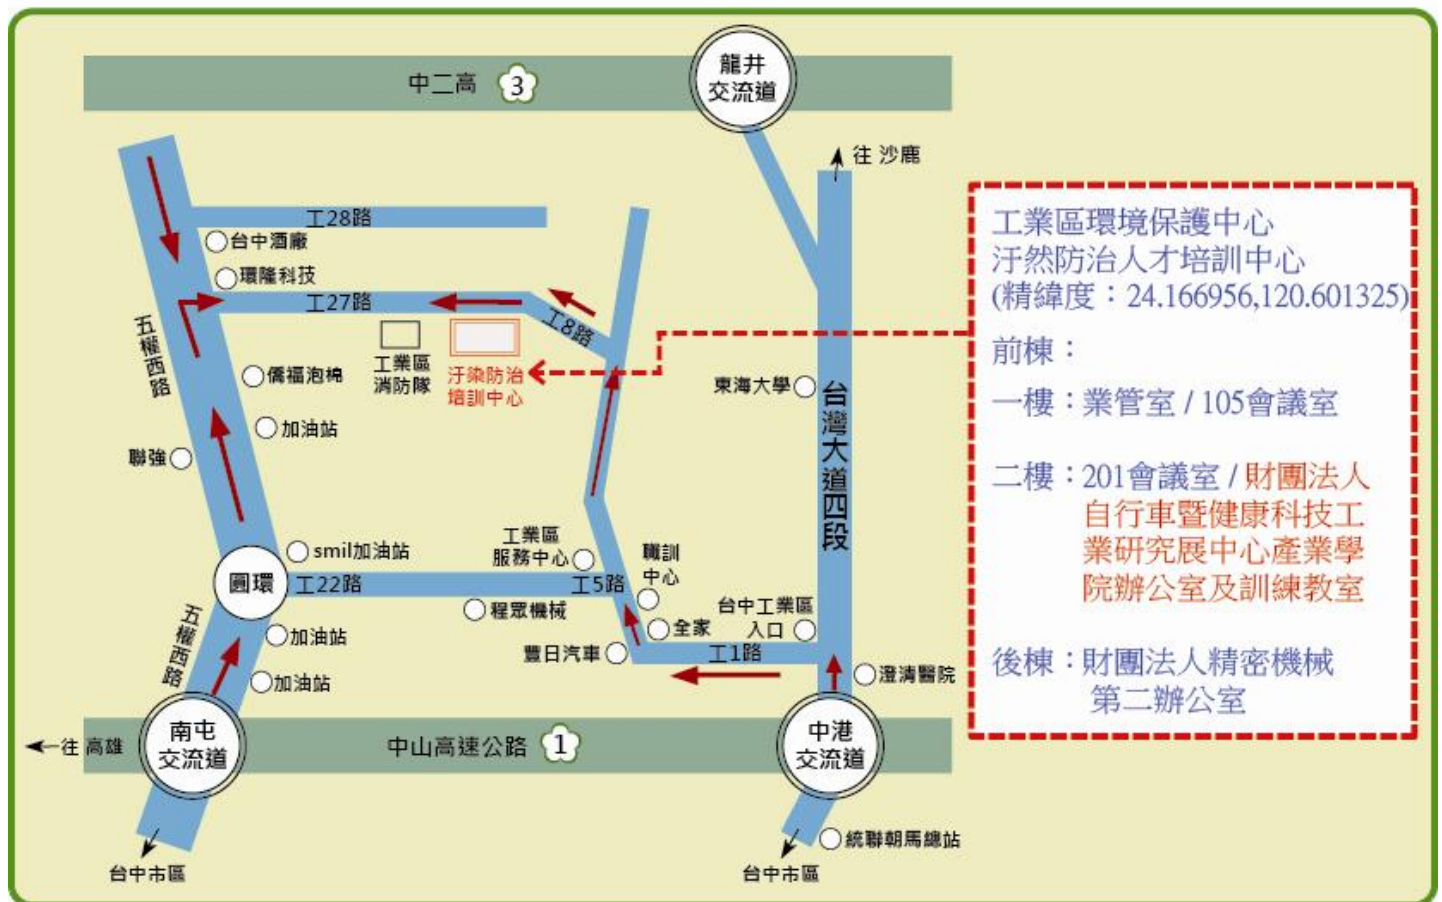 龍井
交流道
中二高 3
往 沙鹿
工28路
台中酒廠
環隆科技
工27路
工8路
五權西路
工業區
消防隊
汙染防治
培訓中心
僑福泡棉
加油站
聯強
東海大學
台灣大道四段
smil加油站
圓環
工22路
工業區
服務中心
工5路
職訓
中心
程眾機械
全家
豐日汽車
台中工業區
入口
工1路
五權西路
加油站
加油站
澄清醫院
南屯
交流道
往 高雄
中山高速公路 1
中港
交流道
統聯朝馬總站
台中市區
台中市區
工業區環境保護中心
汙然防治人才培訓中心
(精緯度：24.166956,120.601325)
前棟：
一樓：業管室 / 105會議室
二樓：201會議室 / 財團法人
自行車暨健康科技工
業研究展中心產業學
院辦公室及訓練教室
後棟：財團法人精密機械
第二辦公室